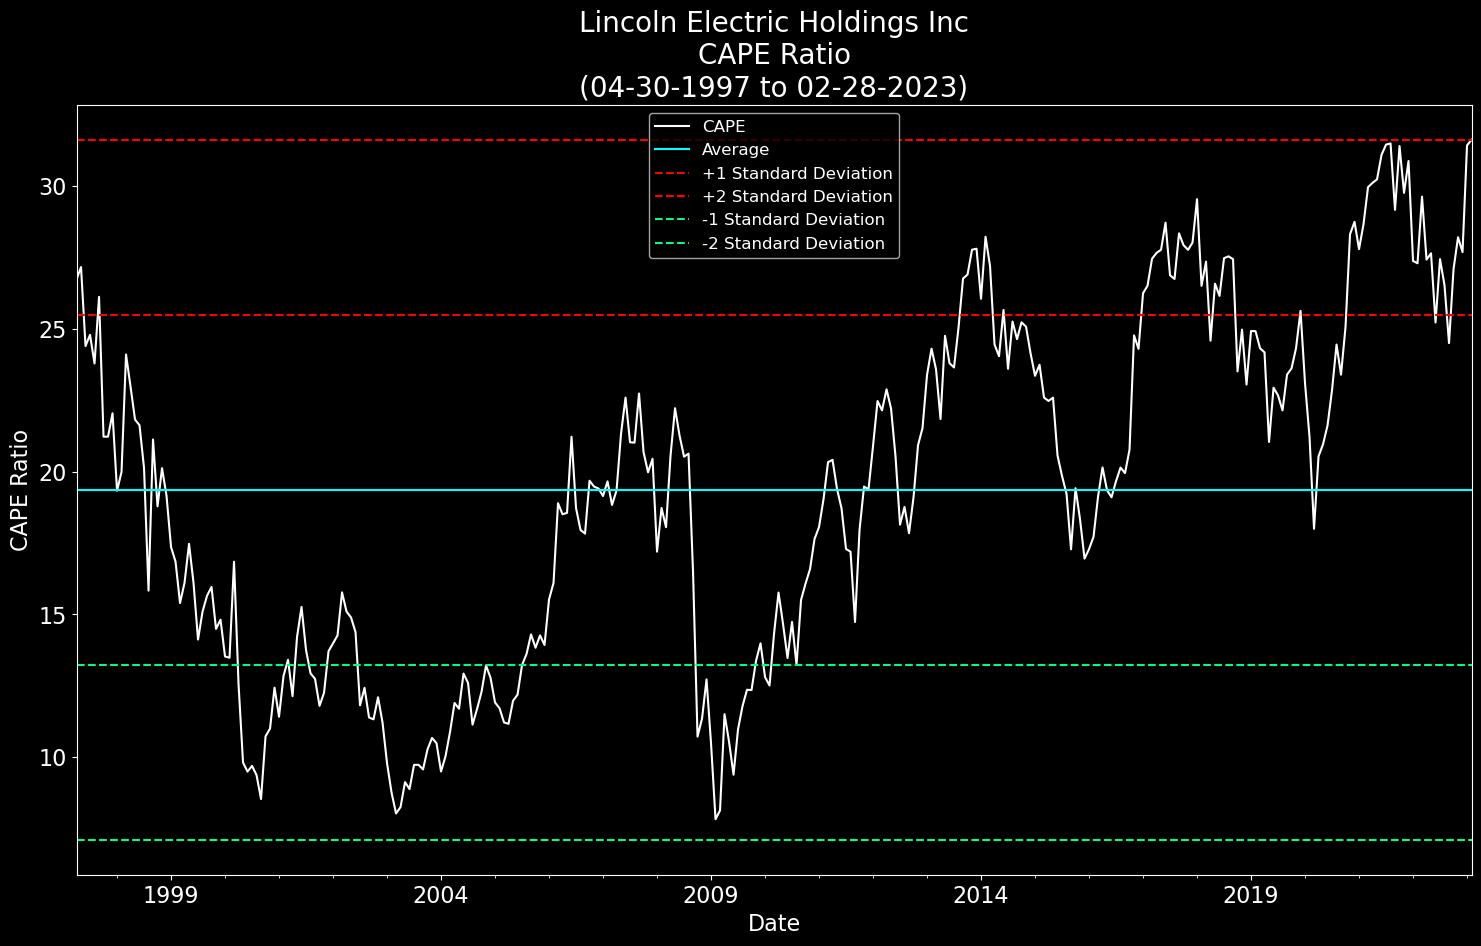 Lincoln Electric Holdings Inc
CAPE Ratio
(04-30-1997 to 02-28-2023)
CAPE
Average
+1 Standard Deviation
+2 Standard Deviation
-1 Standard Deviation
-2 Standard Deviation
30
25
20
15
10
CAPE Ratio
1999 2004 2009 2014 2019
Date